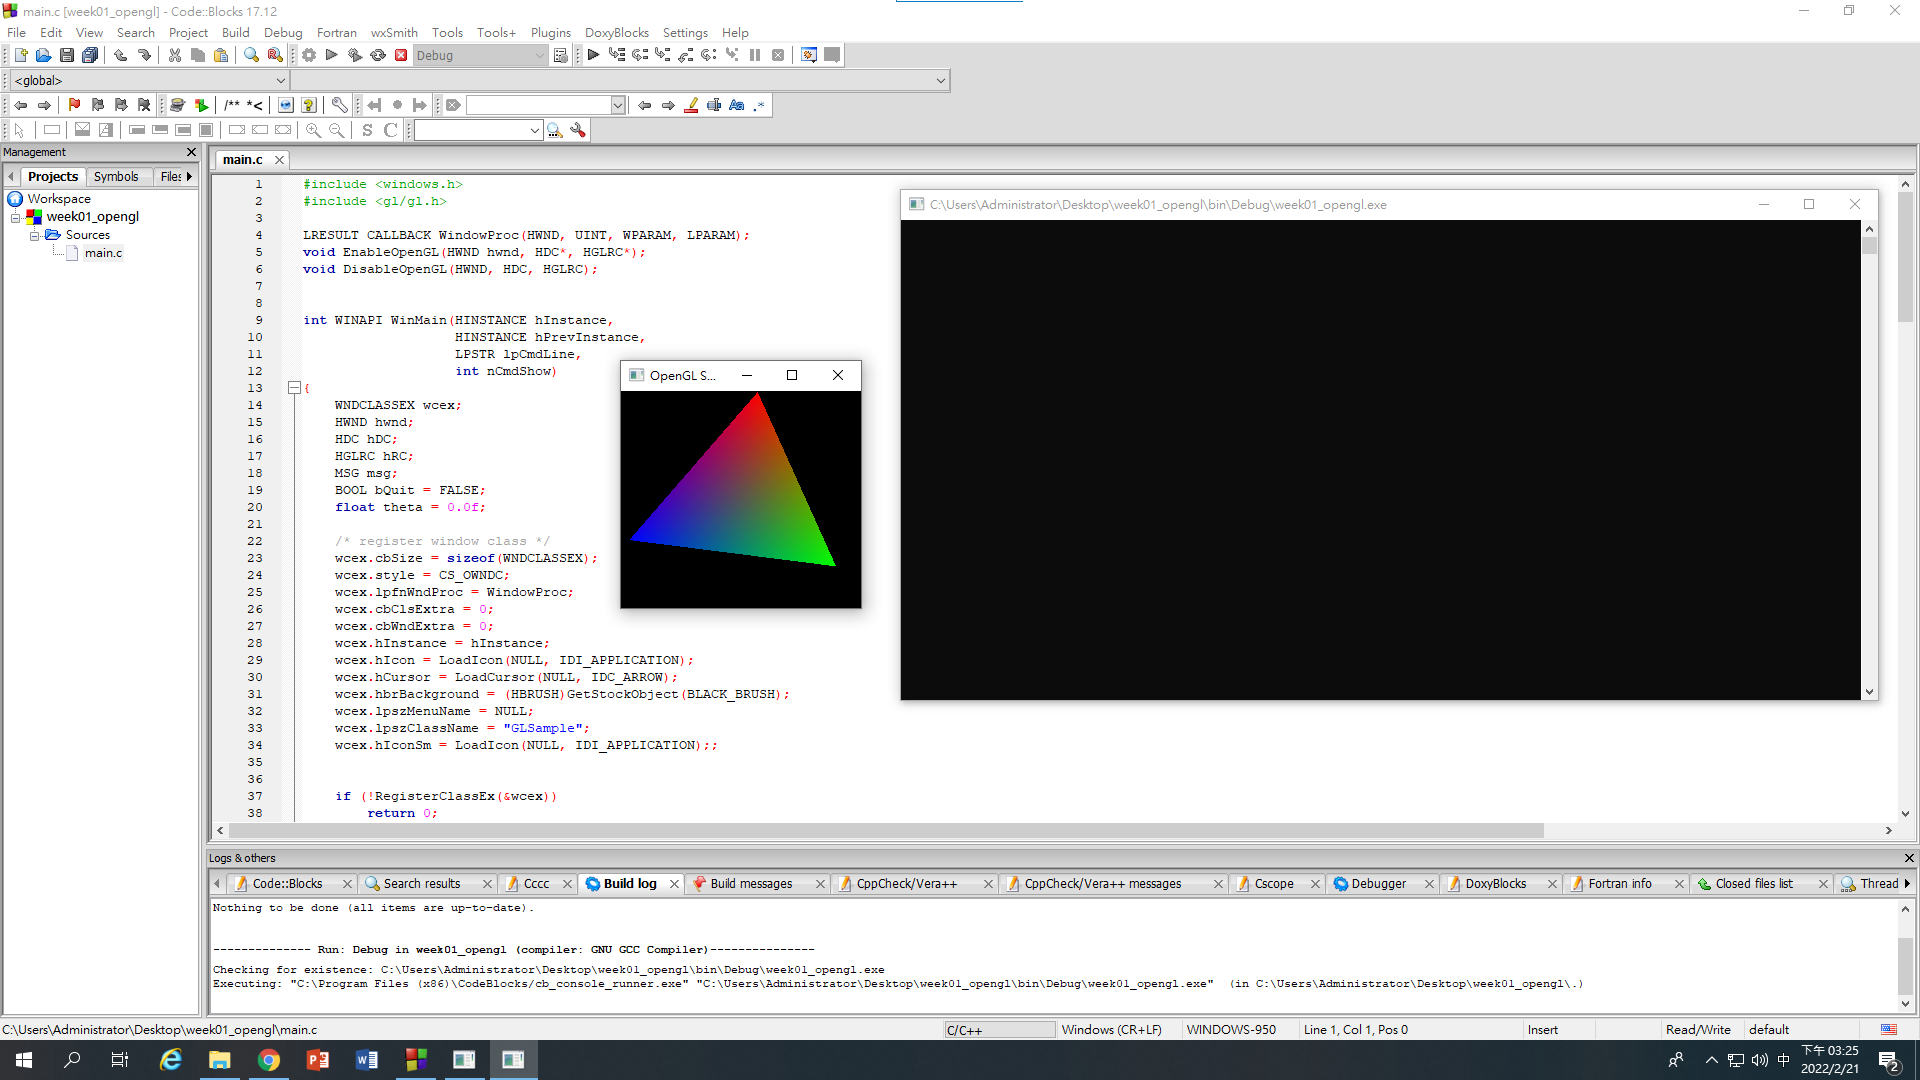 main.c [week01_opengl] - Code::Blocks 17.12
File Edit View Search Project Build Debug Fortran wxSmith Tools Tools+ Plugins DoxyBlocks Settings Help
Debug
<global>
/** *<
S C
Management
Projects Symbols Files
Workspace
week01_opengl
Sources
main.c
main.c
1 #include <windows.h>
2 #include <gl/gl.h>
3
4 LRESULT CALLBACK WindowProc(HWND, UINT, WPARAM, LPARAM);
5 void EnableOpenGL(HWND hwnd, HDC*, HGLRC*);
6 void DisableOpenGL(HWND, HDC, HGLRC);
7
8
9 int WINAPI WinMain(HINSTANCE hInstance,
10 HINSTANCE hPrevInstance,
11 LPSTR lpCmdLine,
12 int nCmdShow)
13 {
14 WNDCLASSEX wcex;
15 HWND hwnd;
16 HDC hDC;
17 HGLRC hRC;
18 MSG msg;
19 BOOL bQuit = FALSE;
20 float theta = 0.0f;
21
22 /* register window class */
23 wcex.cbSize = sizeof(WNDCLASSEX);
24 wcex.style = CS_OWNDC;
25 wcex.lpfnWndProc = WindowProc;
26 wcex.cbClsExtra = 0;
27 wcex.cbWndExtra = 0;
28 wcex.hInstance = hInstance;
29 wcex.hIcon = LoadIcon(NULL, IDI_APPLICATION);
30 wcex.hCursor = LoadCursor(NULL, IDC_ARROW);
31 wcex.hbrBackground = (HBRUSH)GetStockObject(BLACK_BRUSH);
32 wcex.lpszMenuName = NULL;
33 wcex.lpszClassName = "GLSample";
34 wcex.hIconSm = LoadIcon(NULL, IDI_APPLICATION);;
35
36
37 if (!RegisterClassEx(&wcex))
38 return 0;
OpenGL S...
C:\Users\Administrator\Desktop\week01_opengl\bin\Debug\week01_opengl.exe
Logs & others
Code::Blocks Search results Cccc Build log Build messages CppCheck/Vera++ CppCheck/Vera++ messages Cscope Debugger DoxyBlocks Fortran info Closed files list Thread
Nothing to be done (all items are up-to-date).
-------------- Run: Debug in week01_opengl (compiler: GNU GCC Compiler)---------------
Checking for existence: C:\Users\Administrator\Desktop\week01_opengl\bin\Debug\week01_opengl.exe
Executing: "C:\Program Files (x86)\CodeBlocks/cb_console_runner.exe" "C:\Users\Administrator\Desktop\week01_opengl\bin\Debug\week01_opengl.exe" (in C:\Users\Administrator\Desktop\week01_opengl\.)
C:\Users\Administrator\Desktop\week01_opengl\main.c C/C++ Windows (CR+LF) WINDOWS-950 Line 1, Col 1, Pos 0 Insert Read/Write default
中 下午 03:25
2022/2/21
2